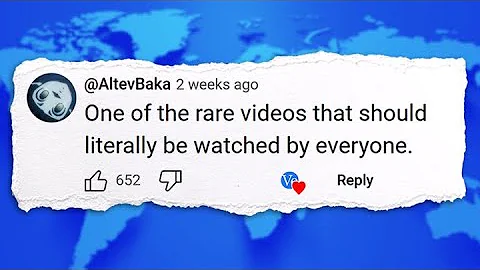 @AltevBaka 2 weeks ago
One of the rare videos that should
literally be watched by everyone.
652 Reply